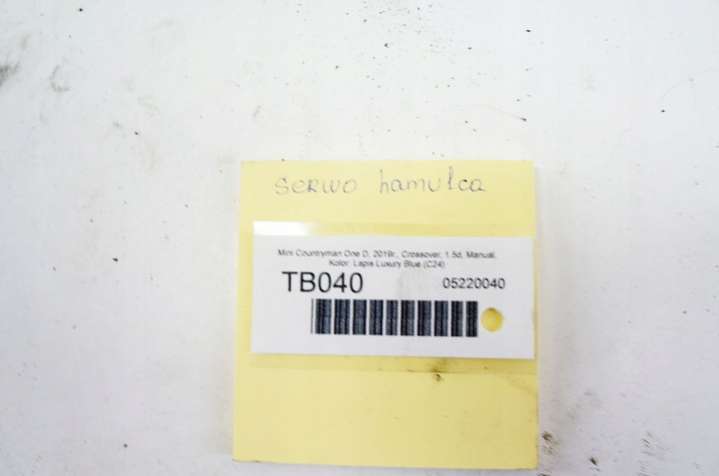 serwo hamulca
Mini Countryman One D, 2019r., Crossover, 1.5d, Manual,
Kolor: Lapis Luxury Blue (C24)
TB040 05220040